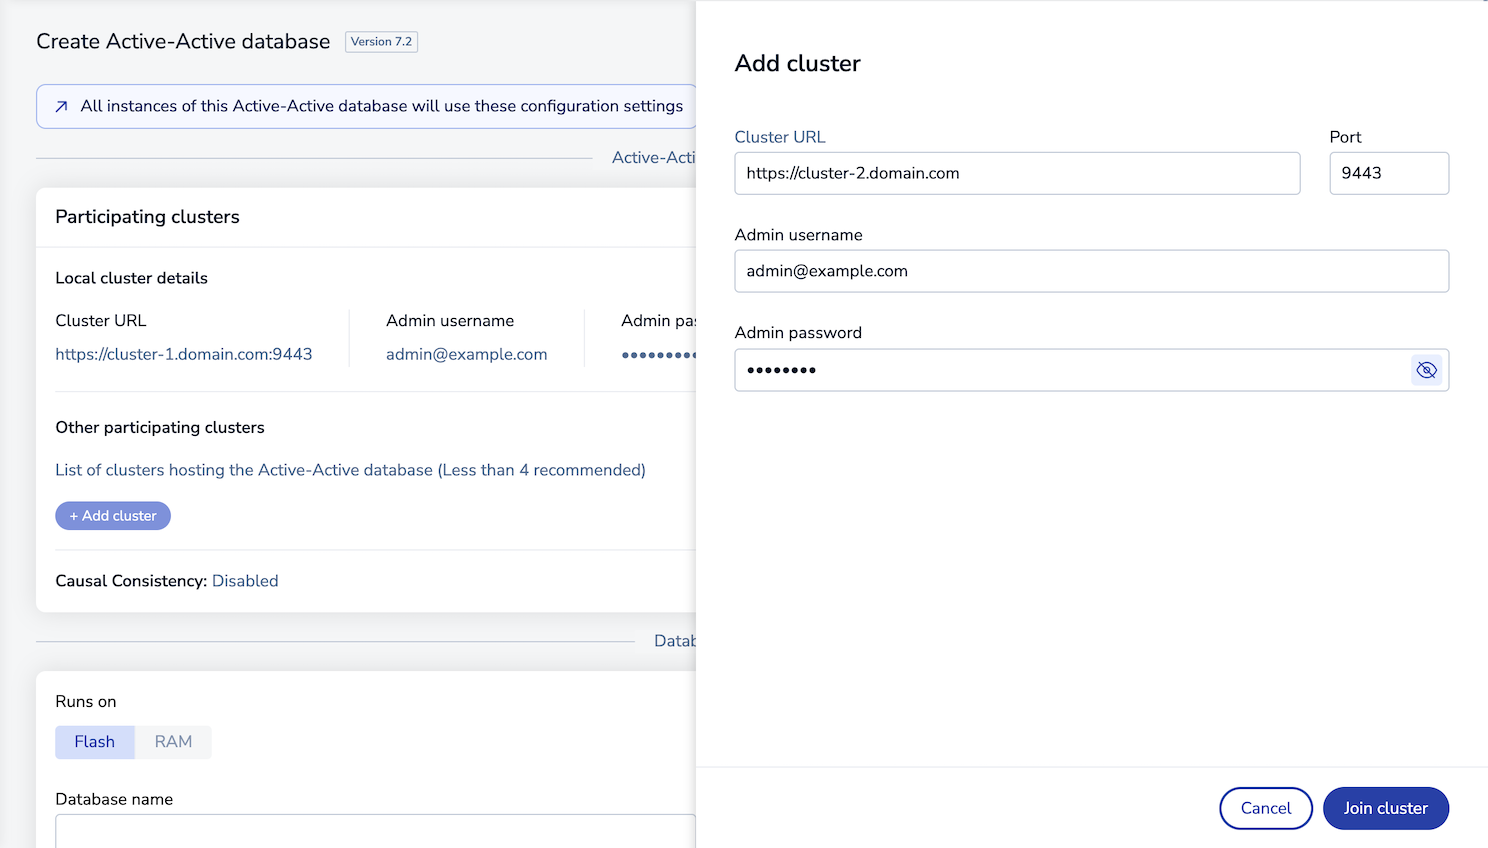 Create Active-Active database
Version 7.2
All instances of this Active-Active database will use these configuration settings
Active-Acti
Participating clusters
Local cluster details
Cluster URL
Admin username
Admin pas
https://cluster-1.domain.com:9443
admin@example.com
•••••••••
Other participating clusters
List of clusters hosting the Active-Active database (Less than 4 recommended)
+ Add cluster
Causal Consistency: Disabled
Datab
Runs on
Flash
RAM
Database name
Add cluster
Cluster URL
Port
https://cluster-2.domain.com
9443
Admin username
admin@example.com
Admin password
••••••••
Cancel
Join cluster